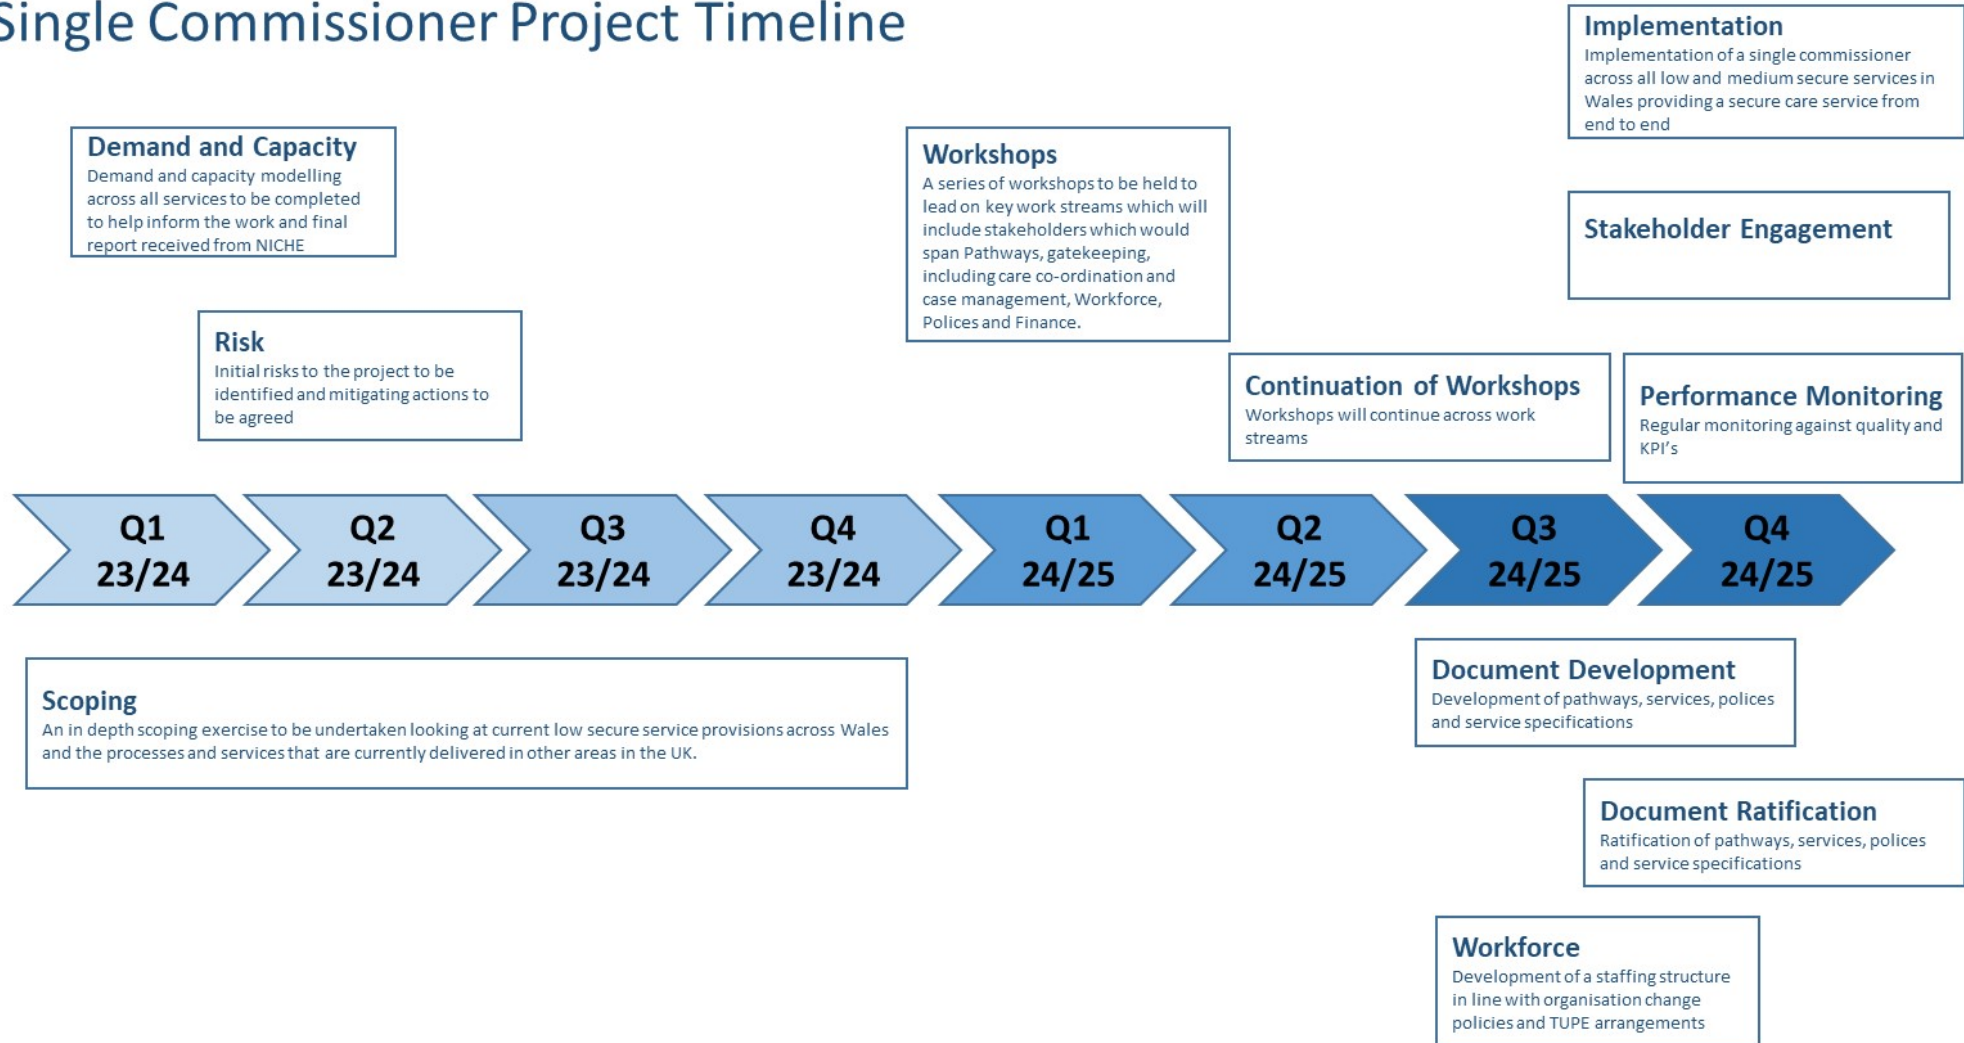 Single Commissioner Project Timeline
Implementation
Implementation of a single commissioner
across all low and medium secure services in
Wales providing a secure care service from
end to end
Demand and Capacity
Demand and capacity modelling
across all services to be completed
to help inform the work and final
report received from NICHE
Workshops
A series of workshops to be held to
lead on key work streams which will
include stakeholders which would
span Pathways, gatekeeping,
including care co-ordination and
case management, Workforce,
Polices and Finance.
Stakeholder Engagement
Risk
Initial risks to the project to be
identified and mitigating actions to
be agreed
Continuation of Workshops
Workshops will continue across work
streams
Performance Monitoring
Regular monitoring against quality and
KPI's
Q1
23/24
Q2
23/24
Q3
23/24
Q4
23/24
Q1
24/25
Q2
24/25
Q3
24/25
Q4
24/25
Scoping
An in depth scoping exercise to be undertaken looking at current low secure service provisions across Wales
and the processes and services that are currently delivered in other areas in the UK.
Document Development
Development of pathways, services, polices
and service specifications
Document Ratification
Ratification of pathways, services, polices
and service specifications
Workforce
Development of a staffing structure
in line with organisation change
policies and TUPE arrangements